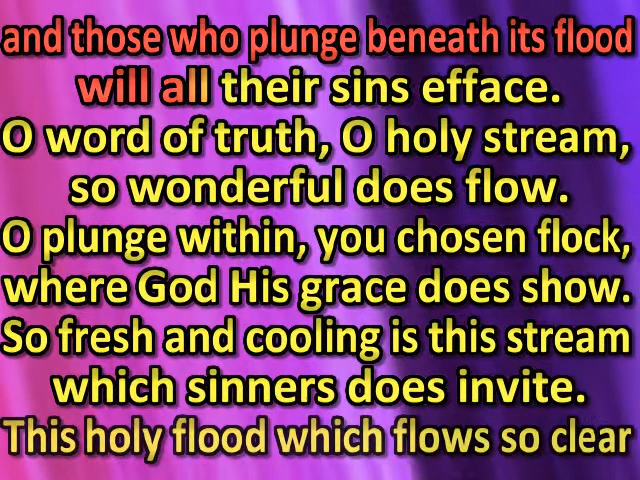 and those who plunge beneath its flood
will all their sins efface.
O word of truth, O holy stream,
so wonderful does flow.
O plunge within, you chosen flock,
where God His grace does show.
So fresh and cooling is this stream
which sinners does invite.
This holy flood which flows so clear